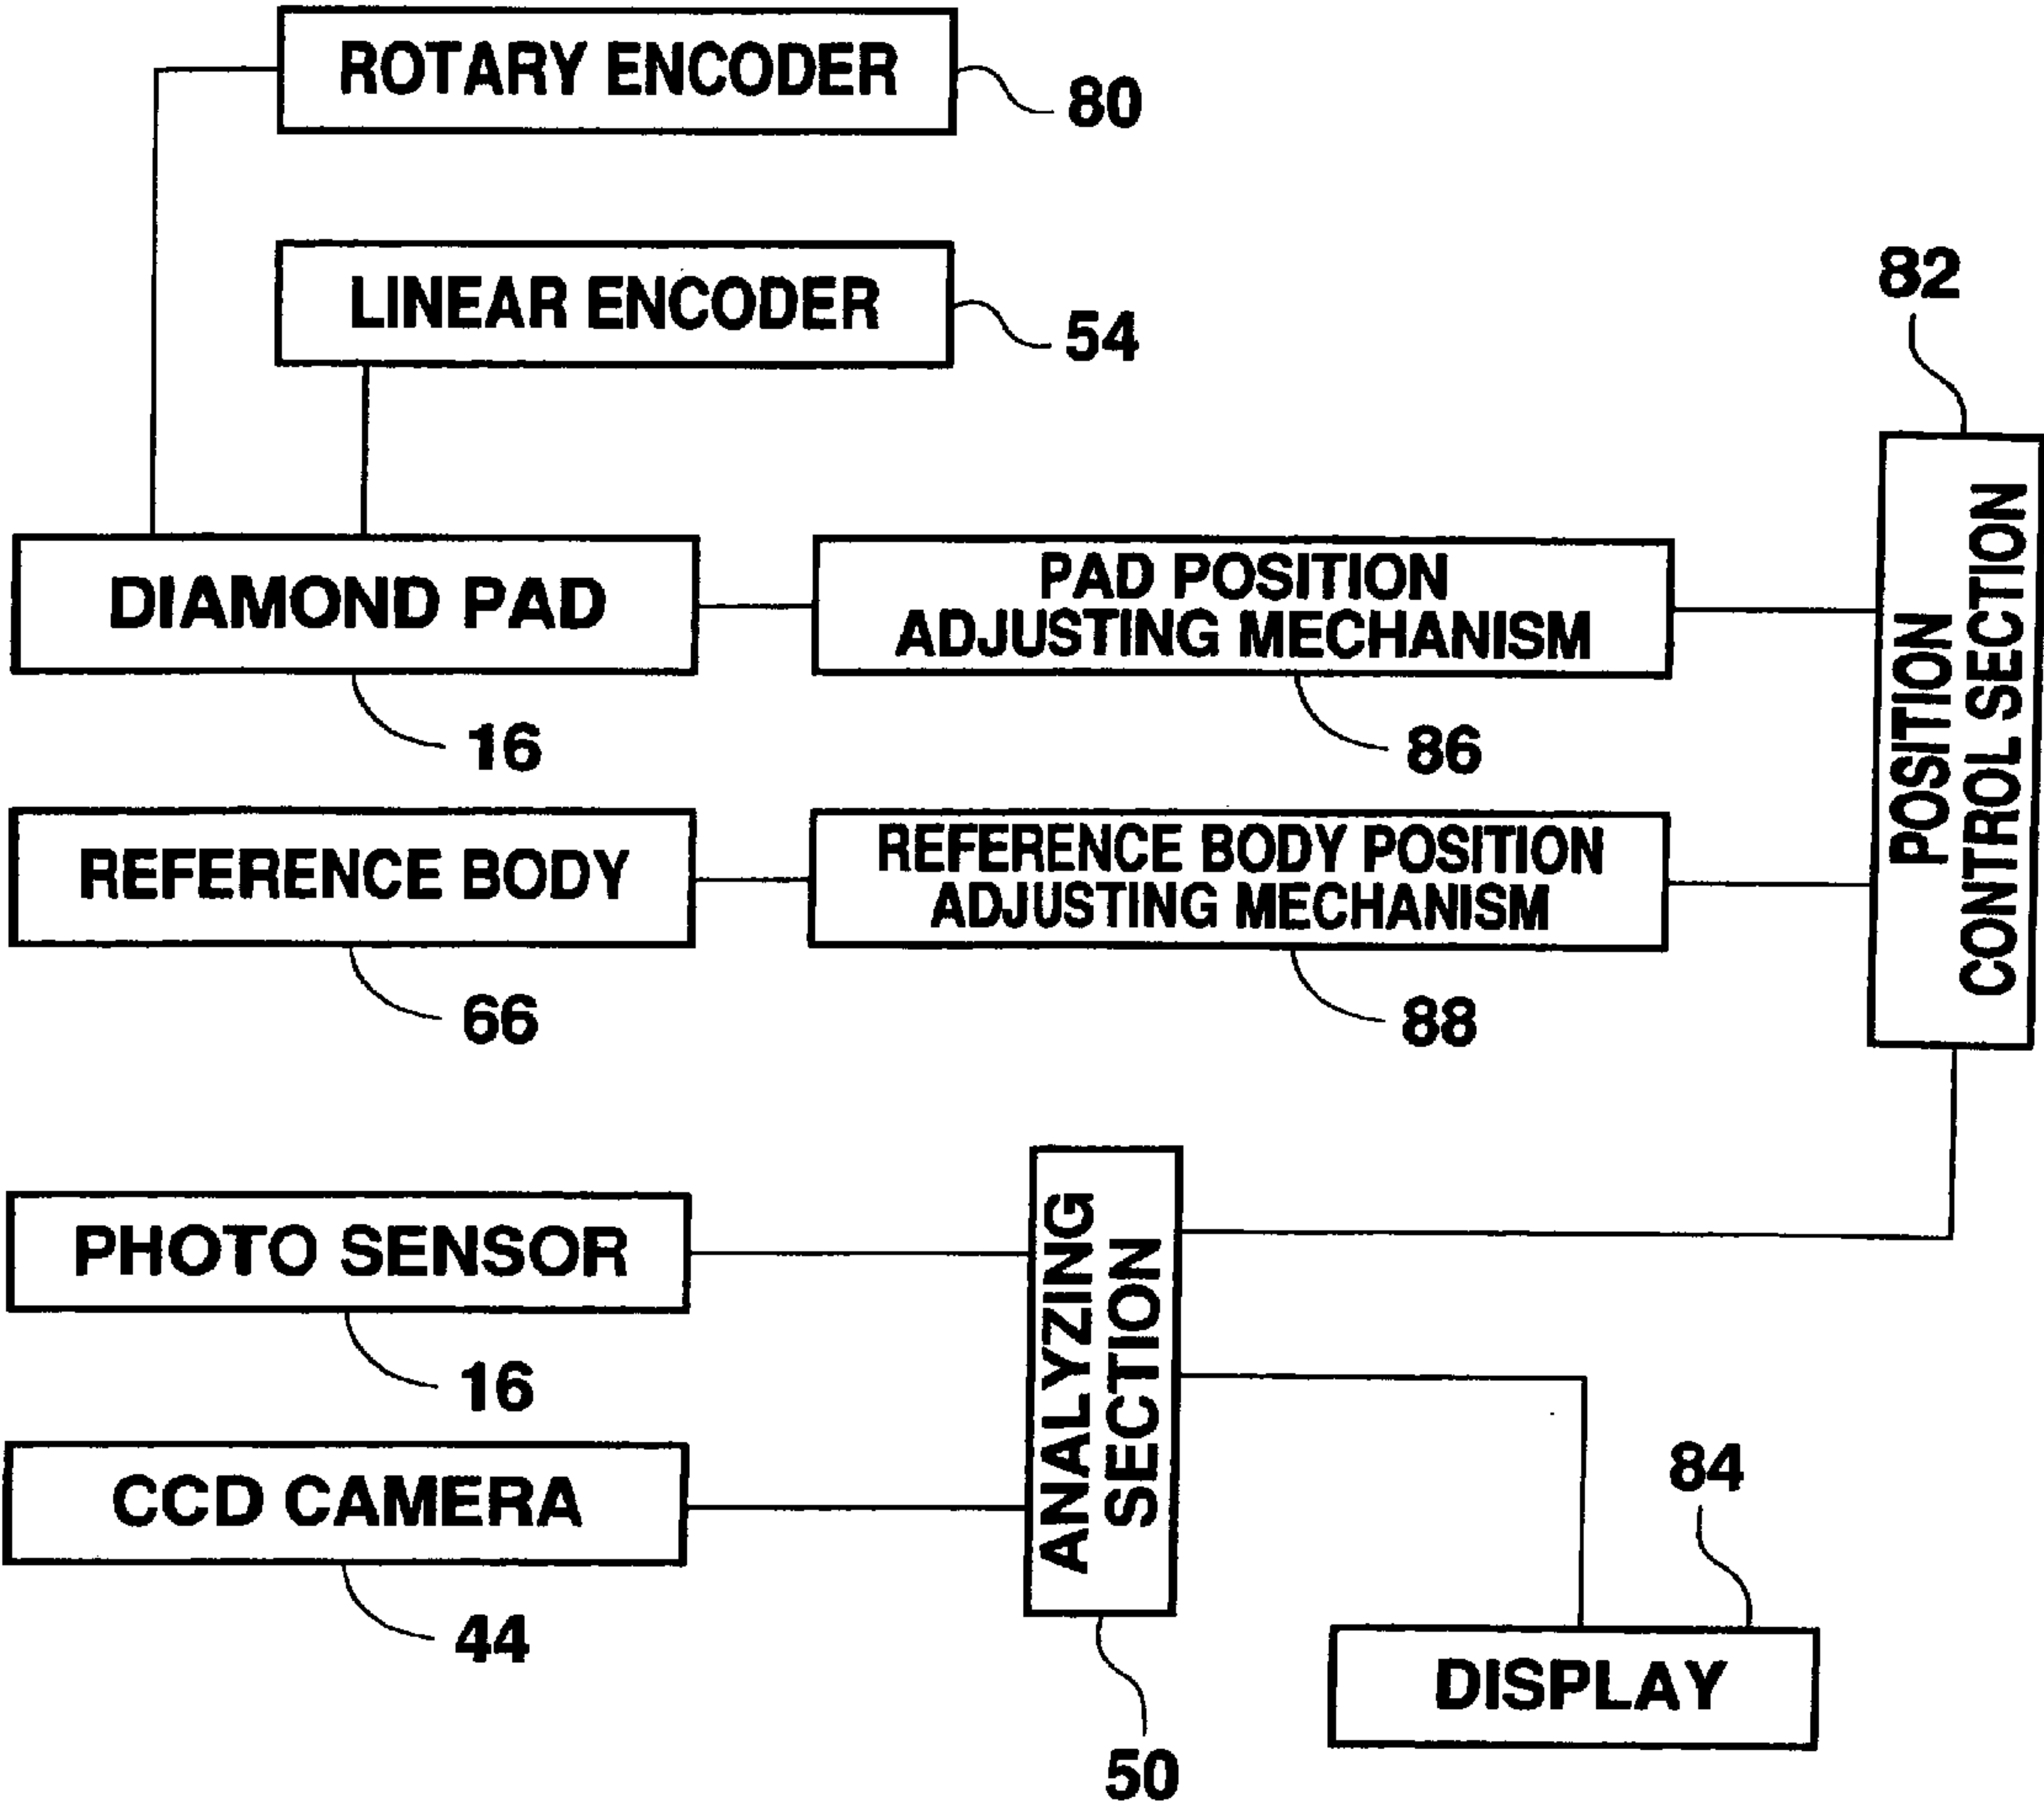 ROTARY ENCODER
80
LINEAR ENCODER
54
82
DIAMOND PAD
16
PAD POSITION
ADJUSTING MECHANISM
86
POSITION
CONTROL SECTION
REFERENCE BODY
66
REFERENCE BODY POSITION
ADJUSTING MECHANISM
88
PHOTO SENSOR
16
ANALYZING
SECTION
50
CCD CAMERA
44
84
DISPLAY